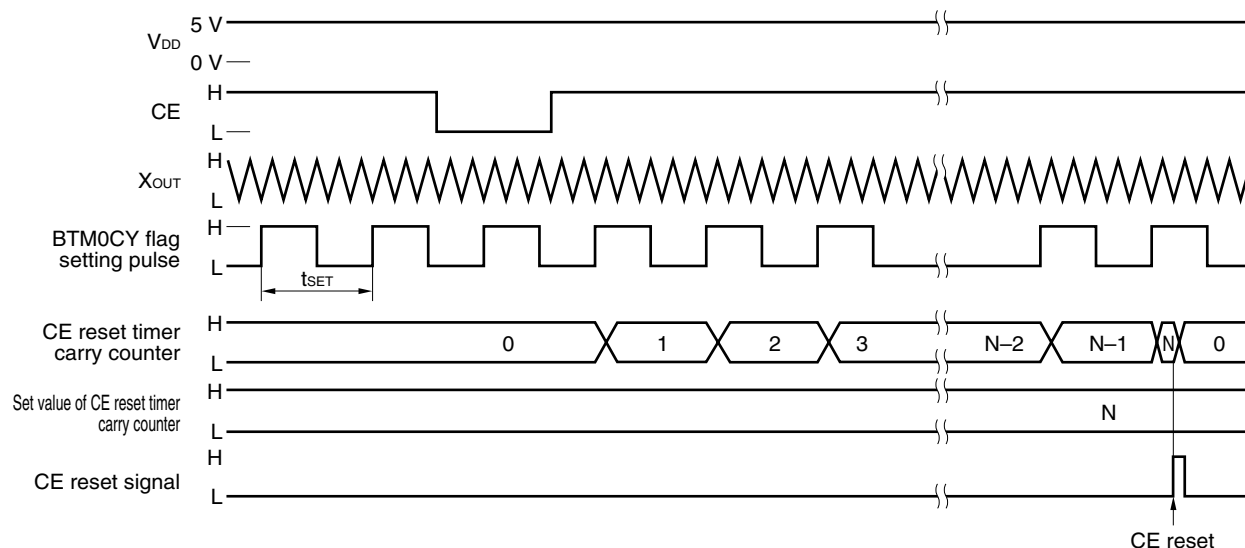 5 V
VDD
0 V
H
CE
L
H
XOUT
L
BTM0CY flag
setting pulse
H
L
tSET
CE reset timer
carry counter
H
L
0
1
2
3
N–2
N–1
N
0
Set value of CE reset timer
carry counter
H
L
N
H
CE reset signal
L
CE reset